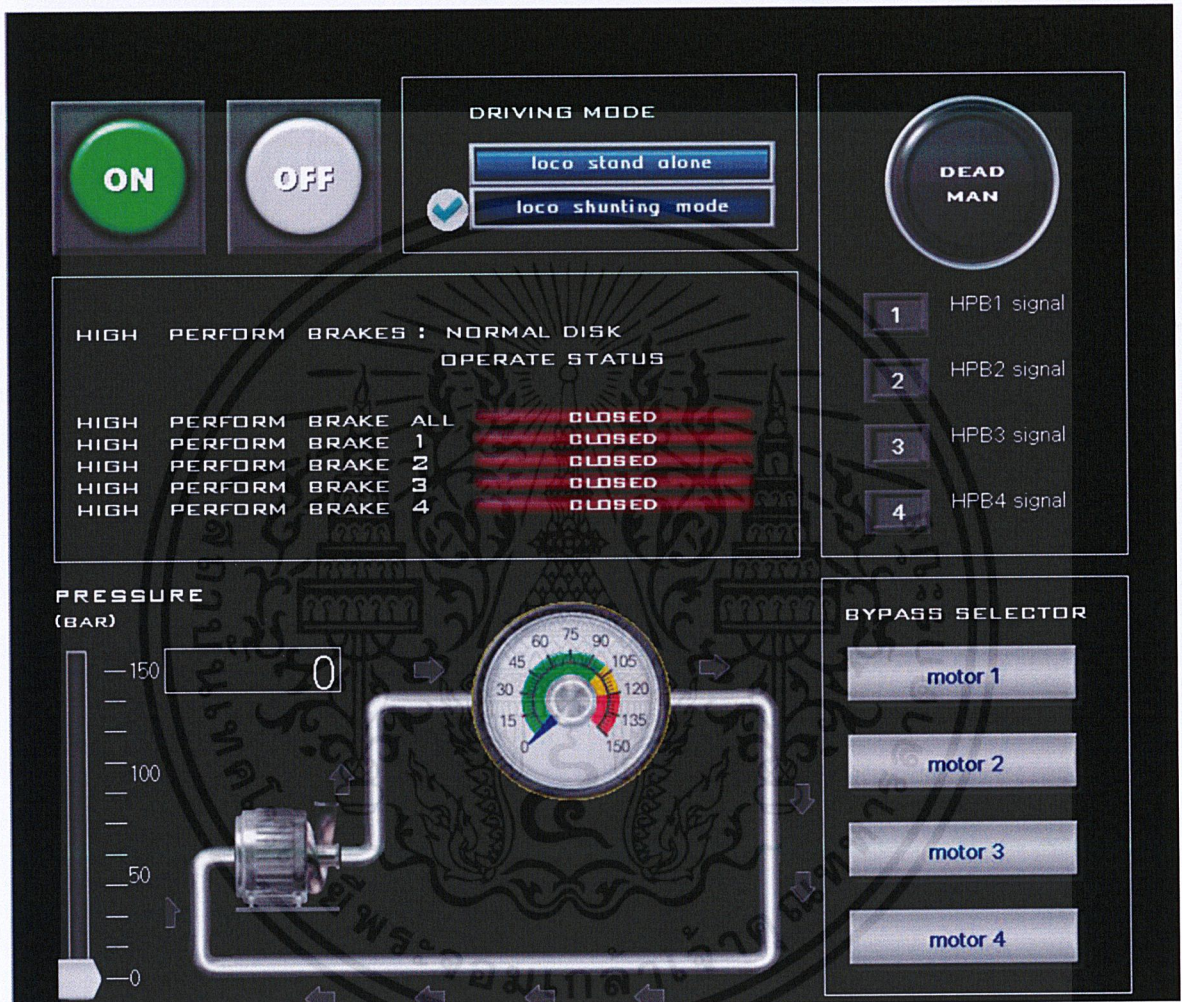 ON
OFF
DRIVING MODE
loco stand alone
loco shunting mode
DEAD
MAN
HIGH PERFORM BRAKES : NORMAL DISK
OPERATE STATUS
HIGH PERFORM BRAKE ALL CLOSED
HIGH PERFORM BRAKE 1 CLOSED
HIGH PERFORM BRAKE 2 CLOSED
HIGH PERFORM BRAKE 3 CLOSED
HIGH PERFORM BRAKE 4 CLOSED
1 HPB1 signal
2 HPB2 signal
3 HPB3 signal
4 HPB4 signal
PRESSURE
(BAR)
150
100
50
0
0
0
15
30
45
60
75
90
105
120
135
150
BYPASS SELECTOR
motor 1
motor 2
motor 3
motor 4